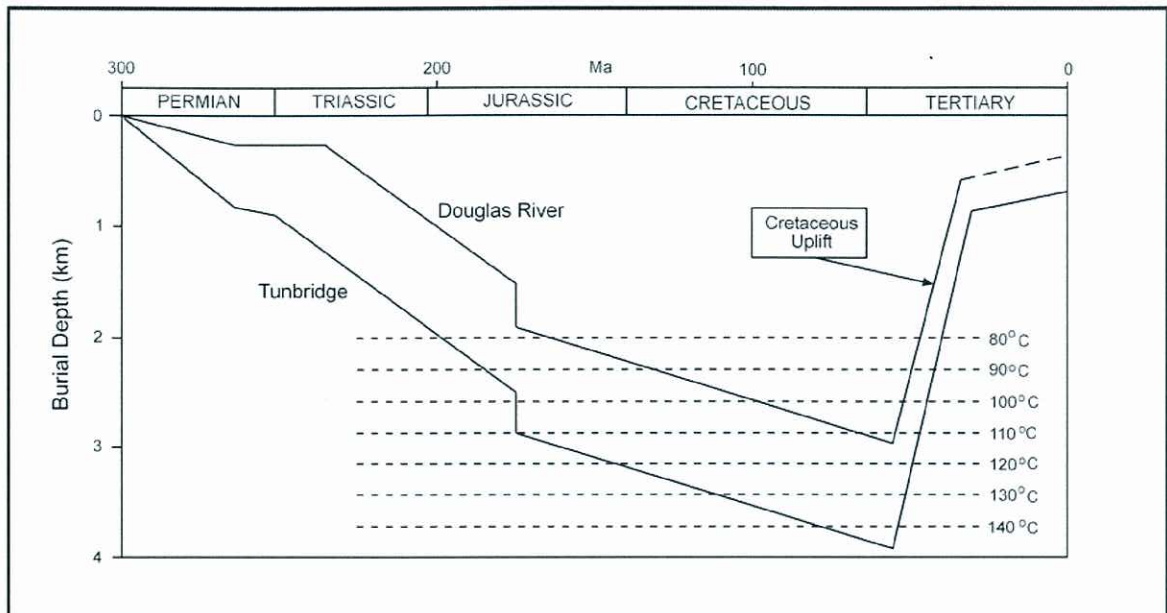 300
200
Ma
100
0
PERMIAN
TRIASSIC
JURASSIC
CRETACEOUS
TERTIARY
0
1
2
3
4
Burial Depth (km)
Douglas River
Tunbridge
Cretaceous
Uplift
80°C
90°C
100°C
110°C
120°C
130°C
140°C